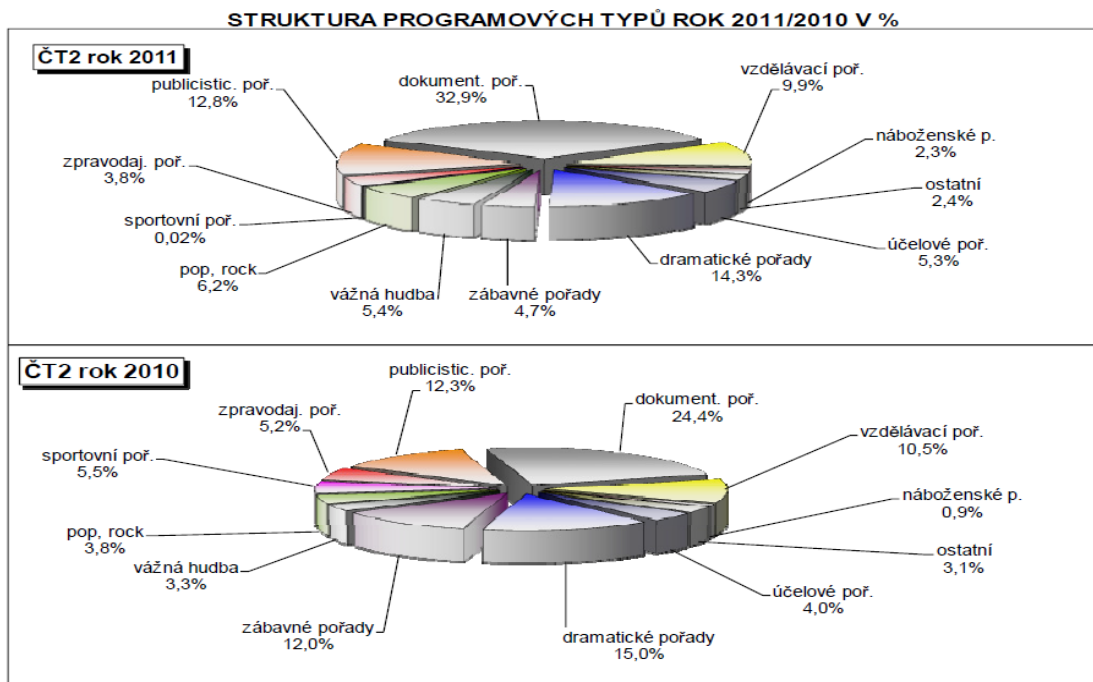 STRUKTURA PROGRAMOVÝCH TYPŮ ROK 2011/2010 V %
ČT2 rok 2011
publicistic. poř.
12,8%
dokument. poř.
32,9%
vzdělávací poř.
9,9%
náboženské p.
2,3%
ostatní
2,4%
účelové poř.
5,3%
dramatické pořady
14,3%
zábavné pořady
4,7%
vážná hudba
5,4%
pop, rock
6,2%
sportovní poř.
0,02%
zpravodaj. poř.
3,8%
ČT2 rok 2010
publicistic. poř.
12,3%
dokument. poř.
24,4%
vzdělávací poř.
10,5%
náboženské p.
0,9%
ostatní
3,1%
účelové poř.
4,0%
dramatické pořady
15,0%
zábavné pořady
12,0%
vážná hudba
3,3%
pop, rock
3,8%
sportovní poř.
5,5%
zpravodaj. poř.
5,2%